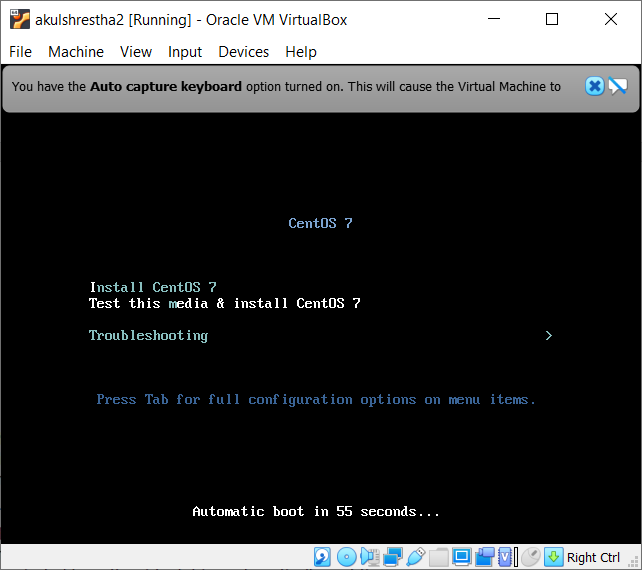 akulshrestha2 [Running] - Oracle VM VirtualBox
File Machine View Input Devices Help
You have the Auto capture keyboard option turned on. This will cause the Virtual Machine to
CentOS 7
Install CentOS 7
Test this media & install CentOS 7
Troubleshooting >
Press Tab for full configuration options on menu items.
Automatic boot in 55 seconds...
Right Ctrl